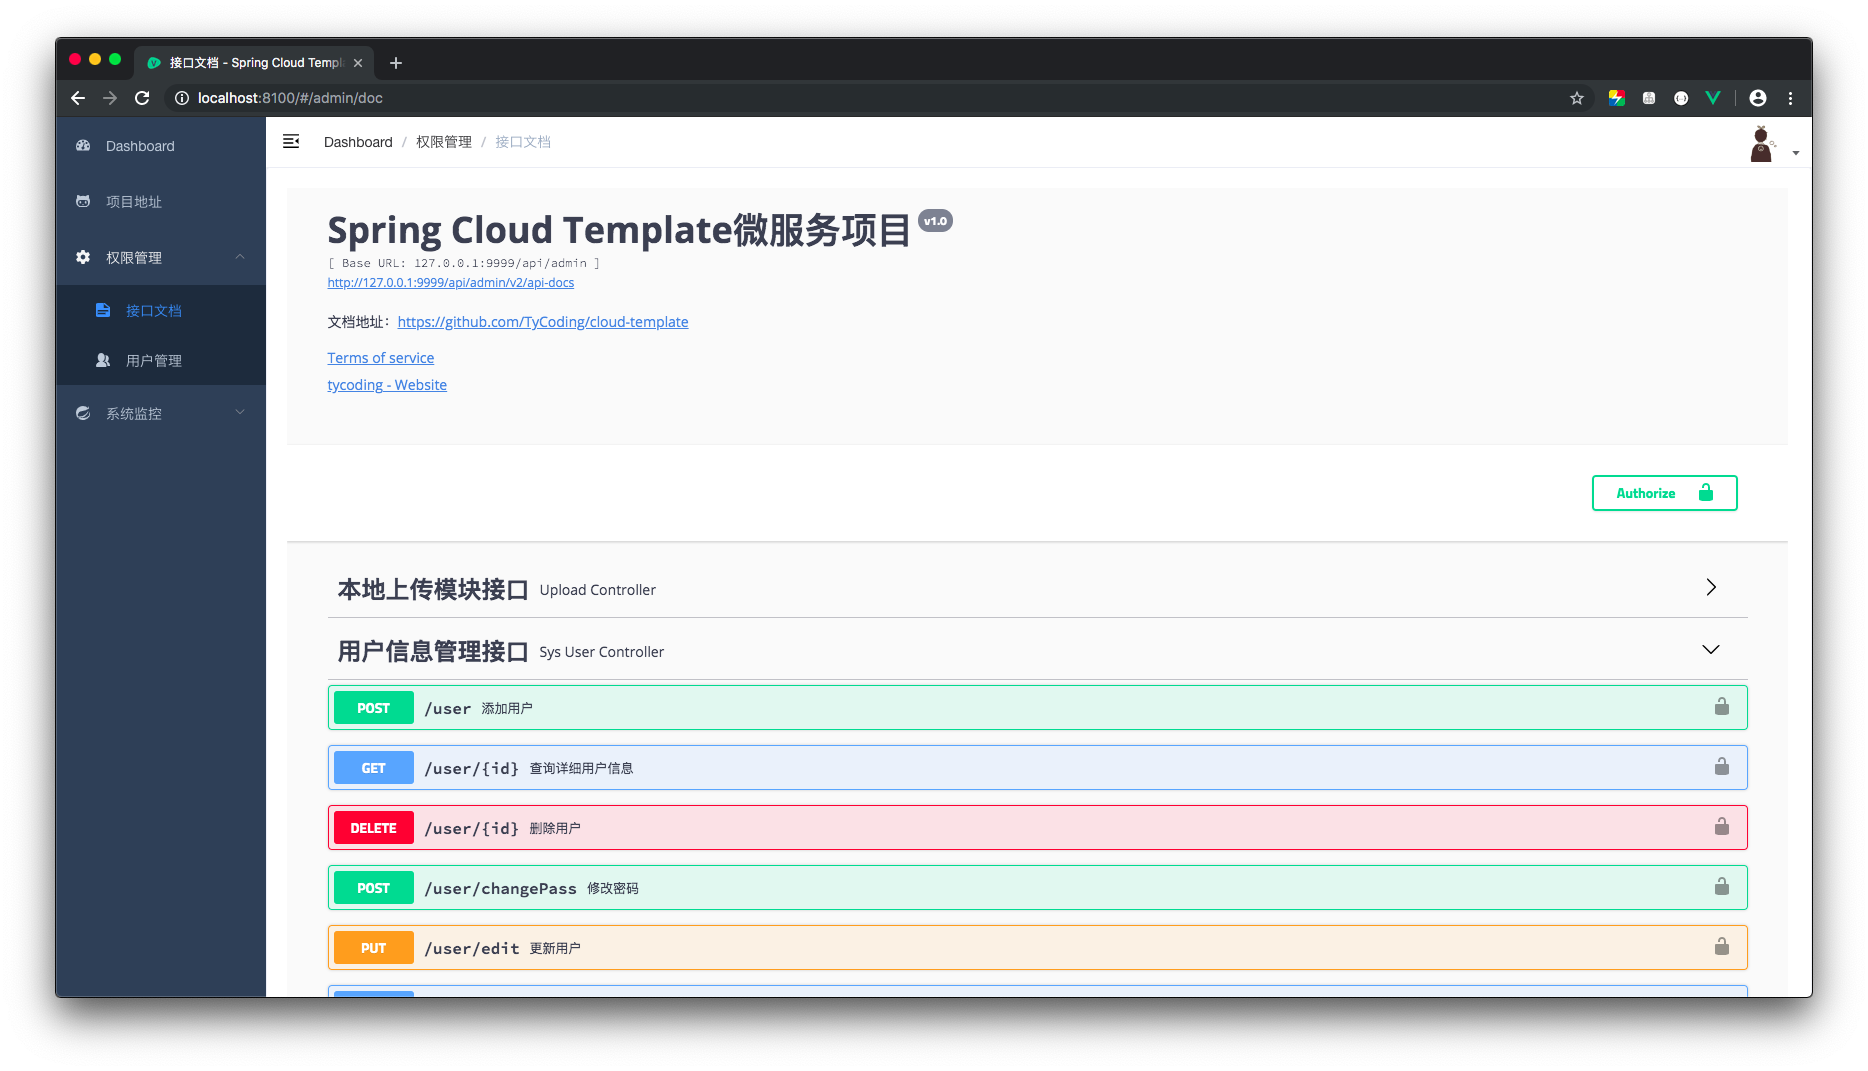 接口文档 - Spring Cloud Templ
localhost:8100/#/admin/doc
Dashboard
项目地址
权限管理
接口文档
用户管理
系统监控
Dashboard / 权限管理 / 接口文档
Spring Cloud Template微服务项目 v1.0
[ Base URL: 127.0.0.1:9999/api/admin ]
http://127.0.0.1:9999/api/admin/v2/api-docs
文档地址：https://github.com/TyCoding/cloud-template
Terms of service
tycoding - Website
Authorize
本地上传模块接口 Upload Controller
用户信息管理接口 Sys User Controller
POST /user 添加用户
GET /user/{id} 查询详细用户信息
DELETE /user/{id} 删除用户
POST /user/changePass 修改密码
PUT /user/edit 更新用户